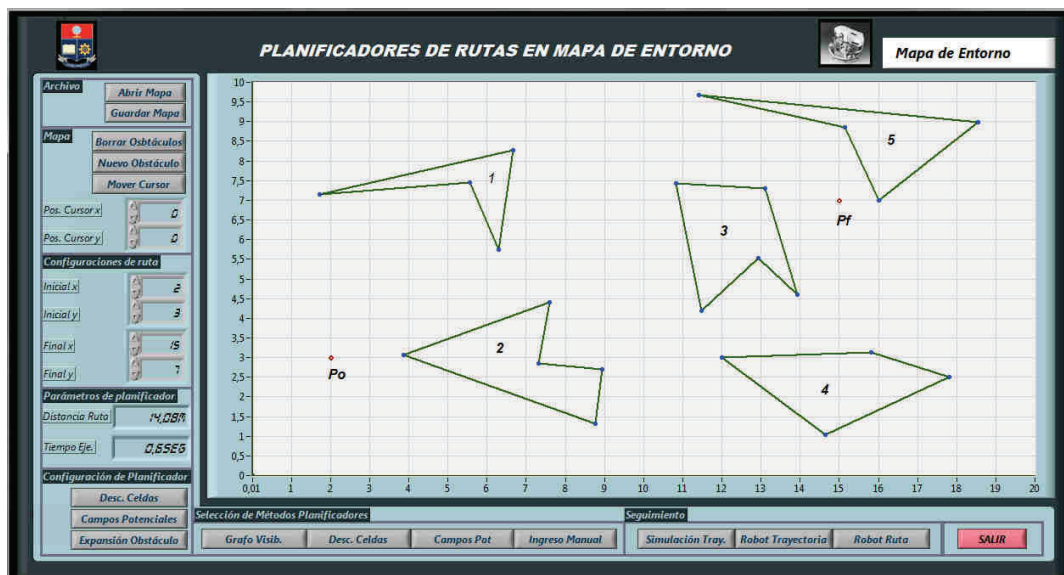 PLANIFICADORES DE RUTAS EN MAPA DE ENTORNO
Mapa de Entorno
Archivo
Abrir Mapa
Guardar Mapa
Mapa
Borrar Osbtáculos
Nuevo Obstáculo
Mover Cursor
Pos. Cursor x 0
Pos. Cursor y 0
Configuraciones de ruta
Inicial x 2
Inicial y 3
Final x 15
Final y 7
Parámetros de planificador
Distancia Ruta 14,08M
Tiempo Eje. 0,6SEG
Configuración de Planificador
Desc. Celdas
Campos Potenciales
Expansión Obstáculo
10
9,5
9
8,5
8
7,5
7
6,5
6
5,5
5
4,5
4
3,5
3
2,5
2
1,5
1
0,5
0
0,01 1 2 3 4 5 6 7 8 9 10 11 12 13 14 15 16 17 18 19 20
1
2
3
4
5
Po
Pf
Selección de Métodos Planificadores
Grafo Visib. Desc. Celdas Campos Pot Ingreso Manual
Seguimiento
Simulación Tray. Robot Trayectoria Robot Ruta
SALIR